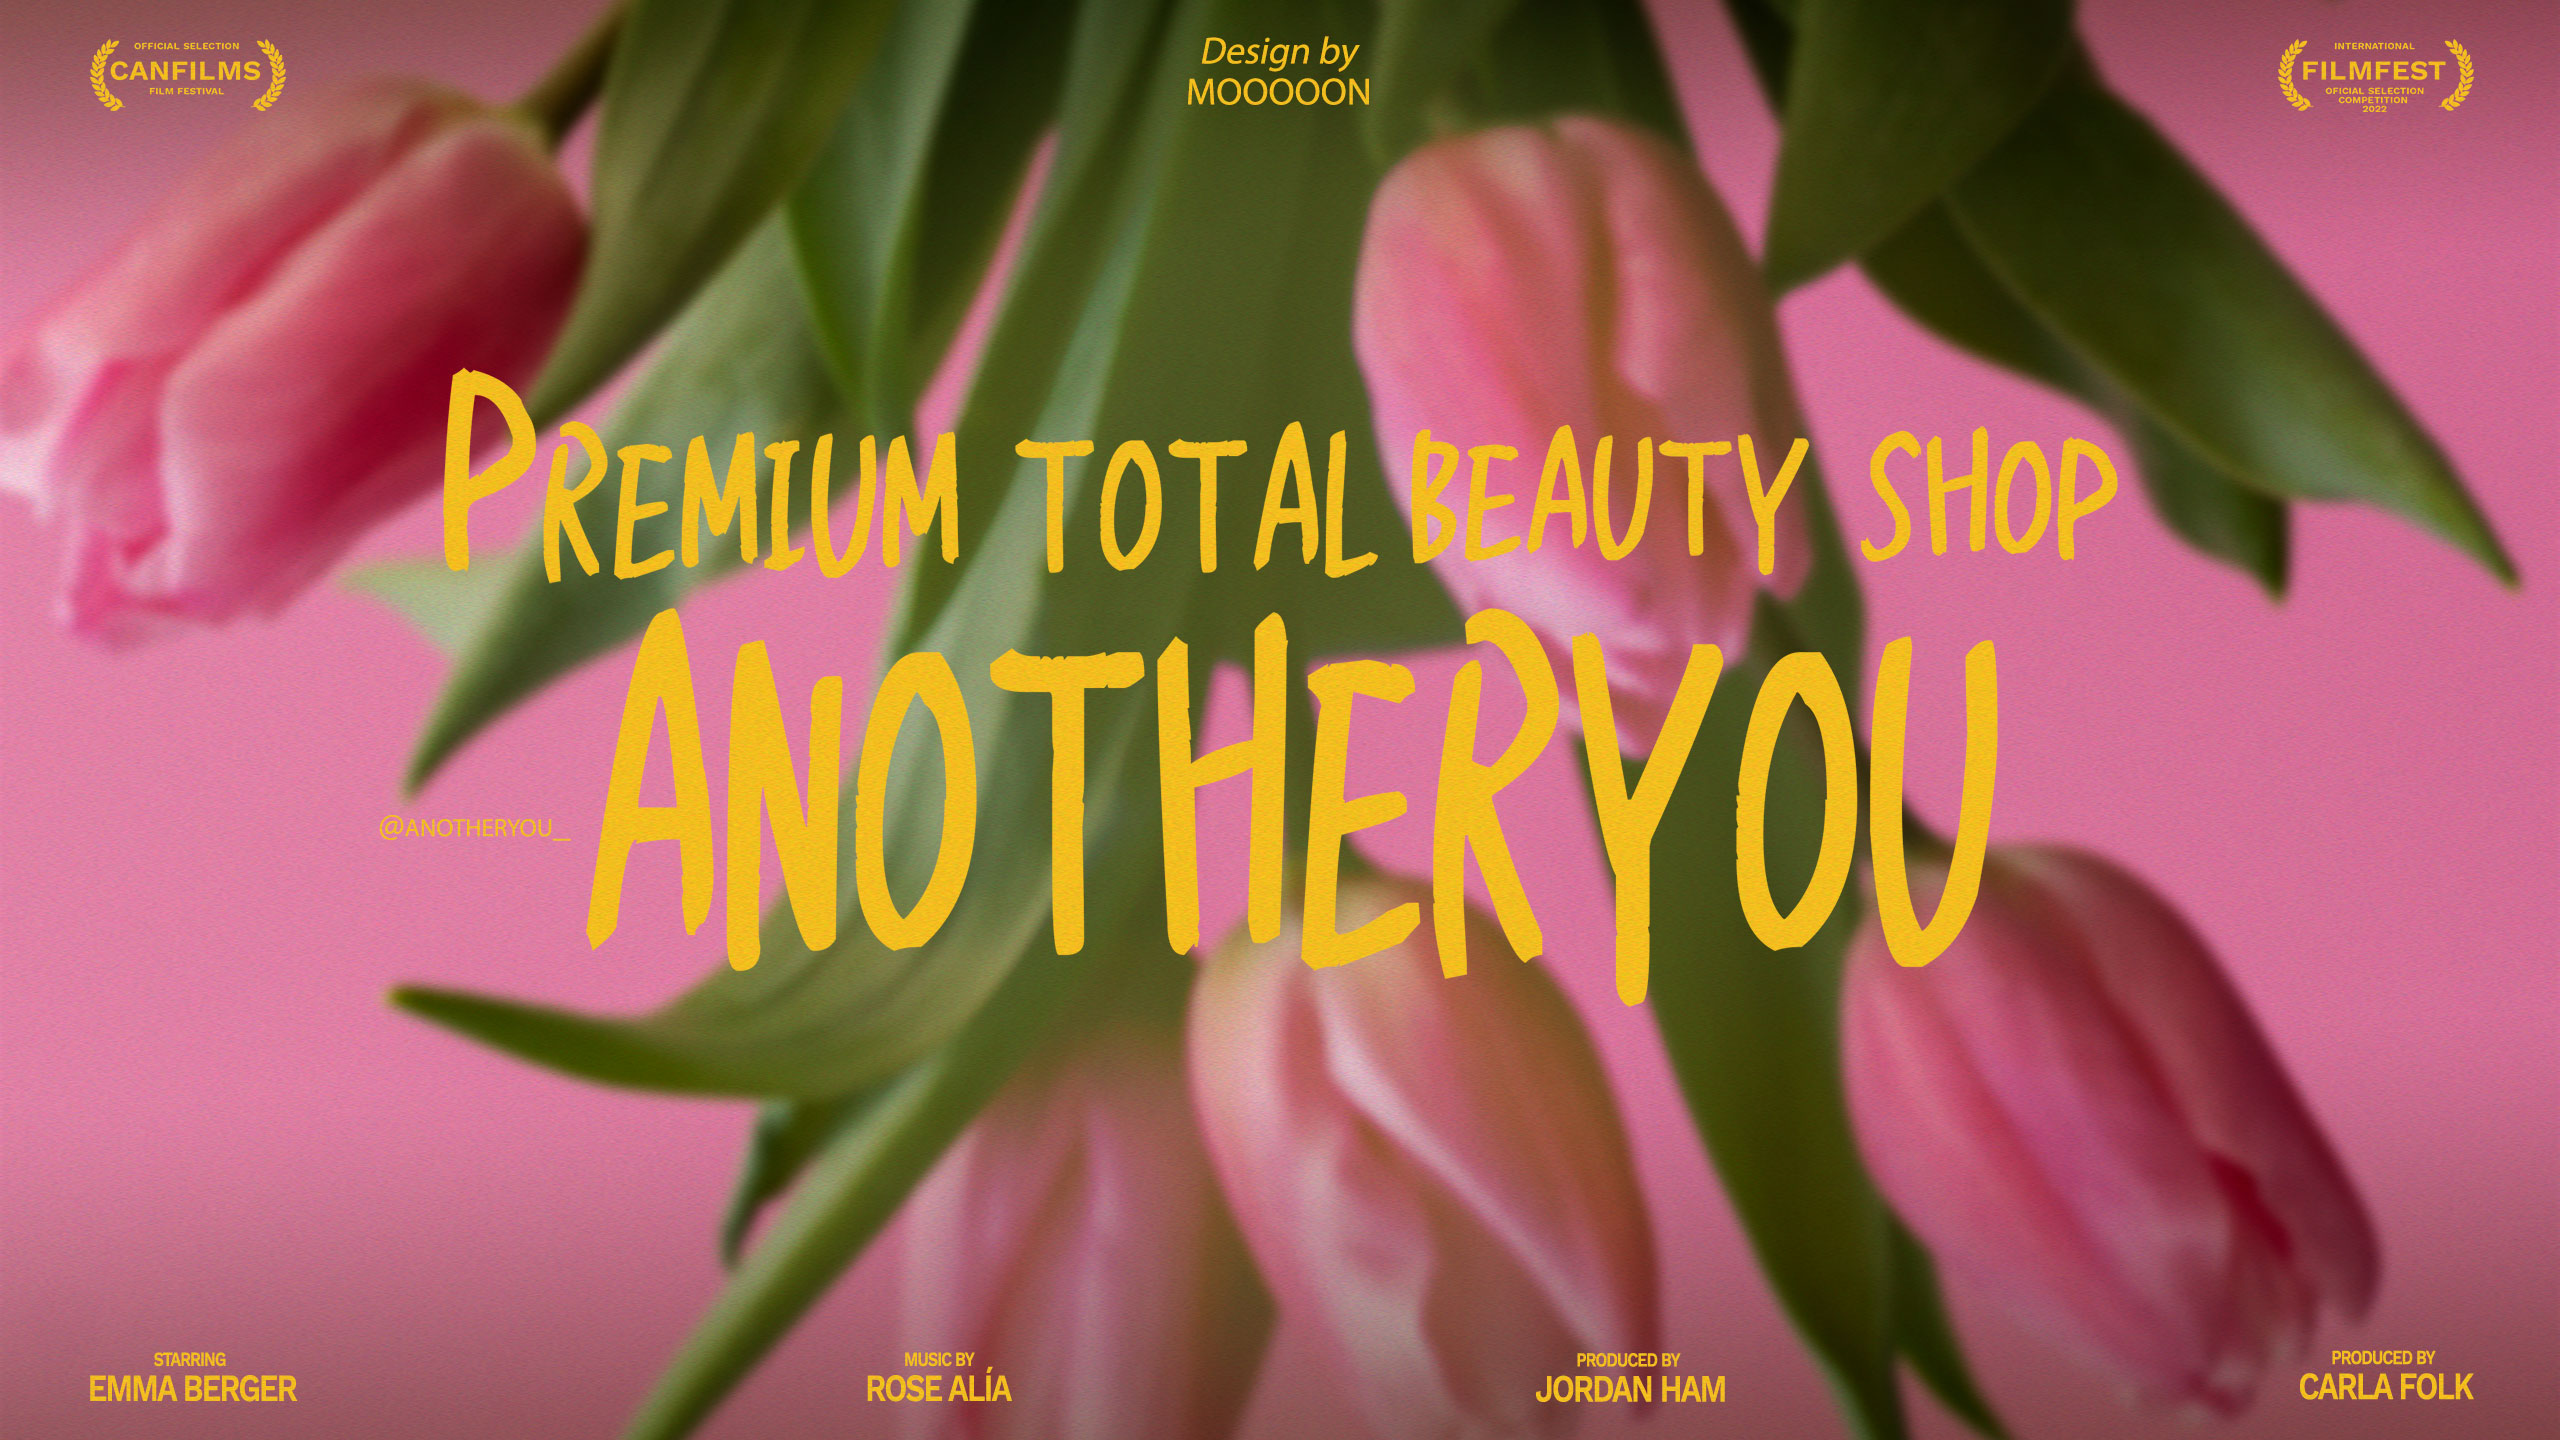 OFFICIAL SELECTION
CANFILMS
FILM FESTIVAL
Design by
MOOOOON
INTERNATIONAL
FILMFEST
OFICIAL SELECTION
COMPETITION
2022
PREMIUM TOTAL BEAUTY SHOP
ANOTHERYOU
@ANOTHERYOU_
STARRING
EMMA BERGER
MUSIC BY
ROSE ALÍA
PRODUCED BY
JORDAN HAM
PRODUCED BY
CARLA FOLK